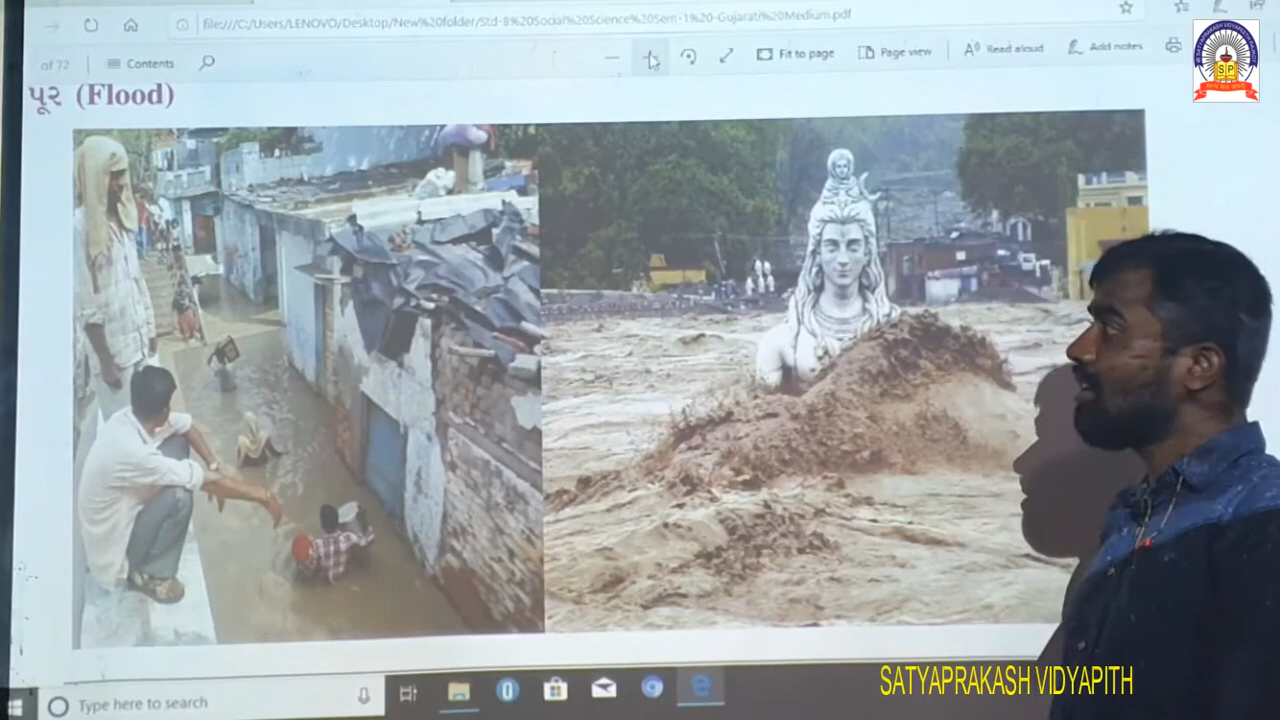 file:///C:/Users/LENOVO/Desktop/New%20folder/Std-8%20Social%20Science%20Sem-1%20-Gujarati%20Medium.pdf
of 72
Contents
Fit to page
Page view
Read aloud
Add notes
પૂર (Flood)
SP
Type here to search
SATYAPRAKASH VIDYAPITH